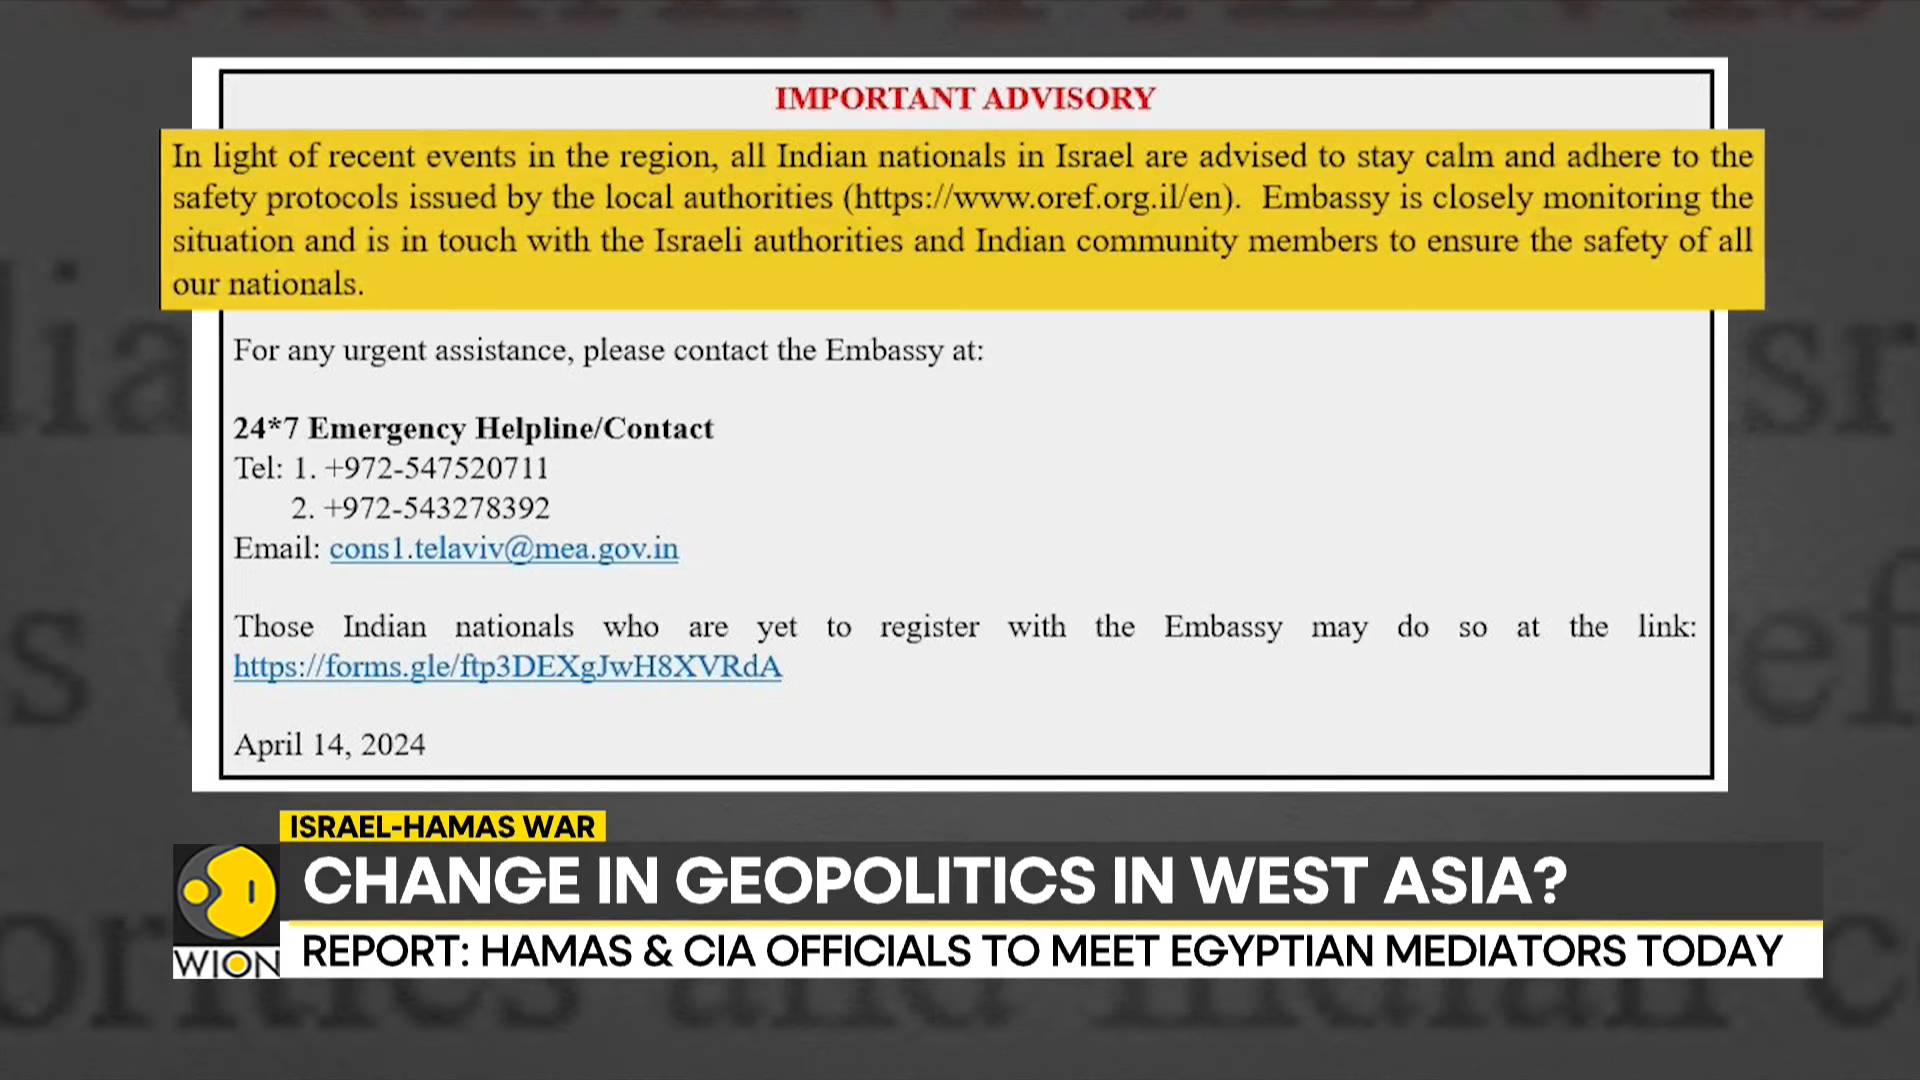 IMPORTANT ADVISORY
In light of recent events in the region, all Indian nationals in Israel are advised to stay calm and adhere to the
safety protocols issued by the local authorities (https://www.oref.org.il/en). Embassy is closely monitoring the
situation and is in touch with the Israeli authorities and Indian community members to ensure the safety of all
our nationals.
For any urgent assistance, please contact the Embassy at:
24*7 Emergency Helpline/Contact
Tel: 1. +972-547520711
2. +972-543278392
Email: cons1.telaviv@mea.gov.in
Those Indian nationals who are yet to register with the Embassy may do so at the link:
https://forms.gle/ftp3DEXgJwH8XVRdA
April 14, 2024
ISRAEL-HAMAS WAR
CHANGE IN GEOPOLITICS IN WEST ASIA?
REPORT: HAMAS & CIA OFFICIALS TO MEET EGYPTIAN MEDIATORS TODAY
WION